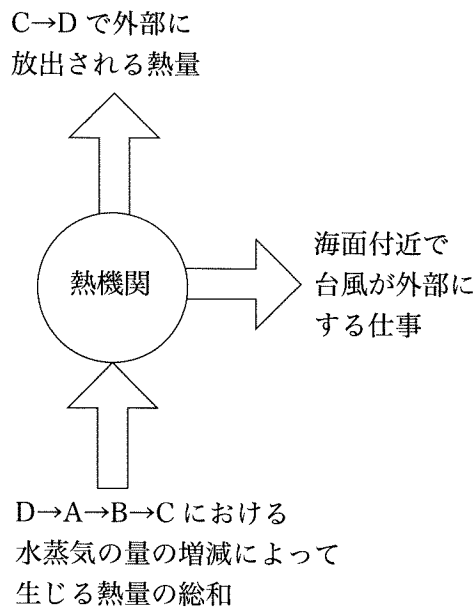 C→D で外部に
放出される熱量
熱機関
海面付近で
台風が外部に
する仕事
D→A→B→C における
水蒸気の量の増減によって
生じる熱量の総和